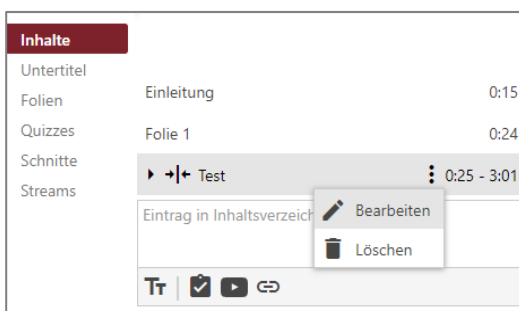 Inhalte
Untertitel
Folien
Quizzes
Schnitte
Streams
Einleitung 0:15
Folie 1 0:24
Test 0:25 - 3:01
Eintrag in Inhaltsverzeich
Bearbeiten
Löschen
TT